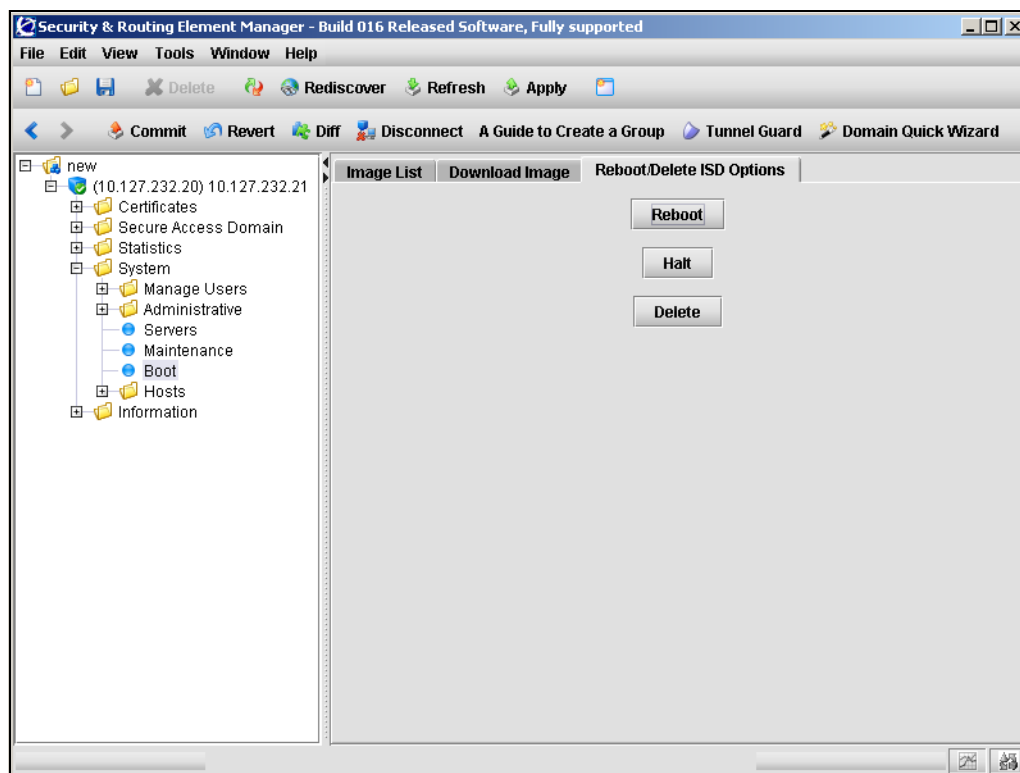 Security & Routing Element Manager - Build 016 Released Software, Fully supported
File Edit View Tools Window Help
Delete Rediscover Refresh Apply
Commit Revert Diff Disconnect A Guide to Create a Group Tunnel Guard Domain Quick Wizard
new
(10.127.232.20) 10.127.232.21
Certificates
Secure Access Domain
Statistics
System
Manage Users
Administrative
Servers
Maintenance
Boot
Hosts
Information
Image List Download Image Reboot/Delete ISD Options
Reboot
Halt
Delete